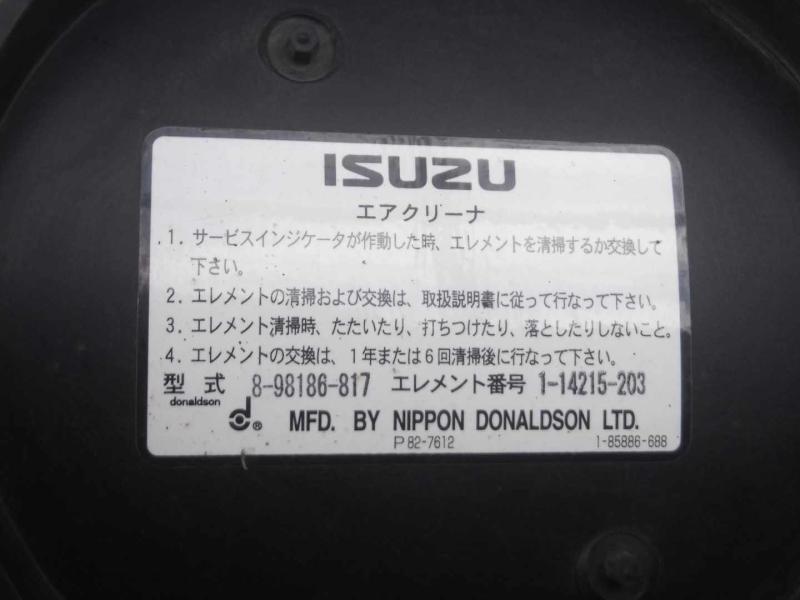 ISUZU
エアクリーナ
1. サービスインジケータが作動した時、エレメントを清掃するか交換して
下さい。
2. エレメントの清掃および交換は、取扱説明書に従って行なって下さい。
3. エレメント清掃時、たたいたり、打ちつけたり、落としたりしないこと。
4. エレメントの交換は、1年または6回清掃後に行なって下さい。
型式 8-98186-817 エレメント番号 1-14215-203
donaldson
d ® MFD. BY NIPPON DONALDSON LTD.
P 82-7612 1-85886-688